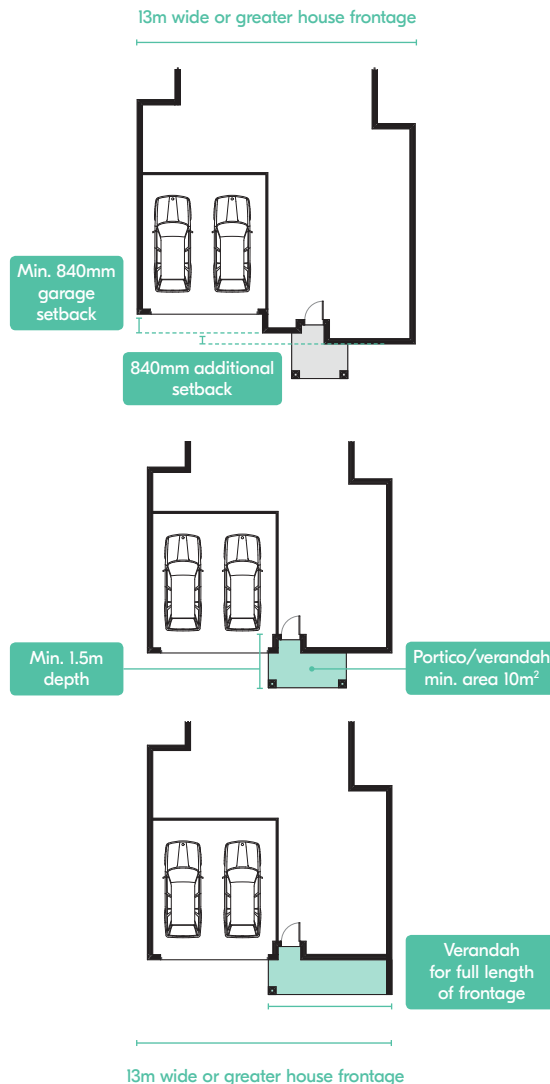 13m wide or greater house frontage
Min. 840mm
garage
setback
840mm additional
setback
Min. 1.5m
depth
Portico/verandah
min. area 10m²
Verandah
for full length
of frontage
13m wide or greater house frontage